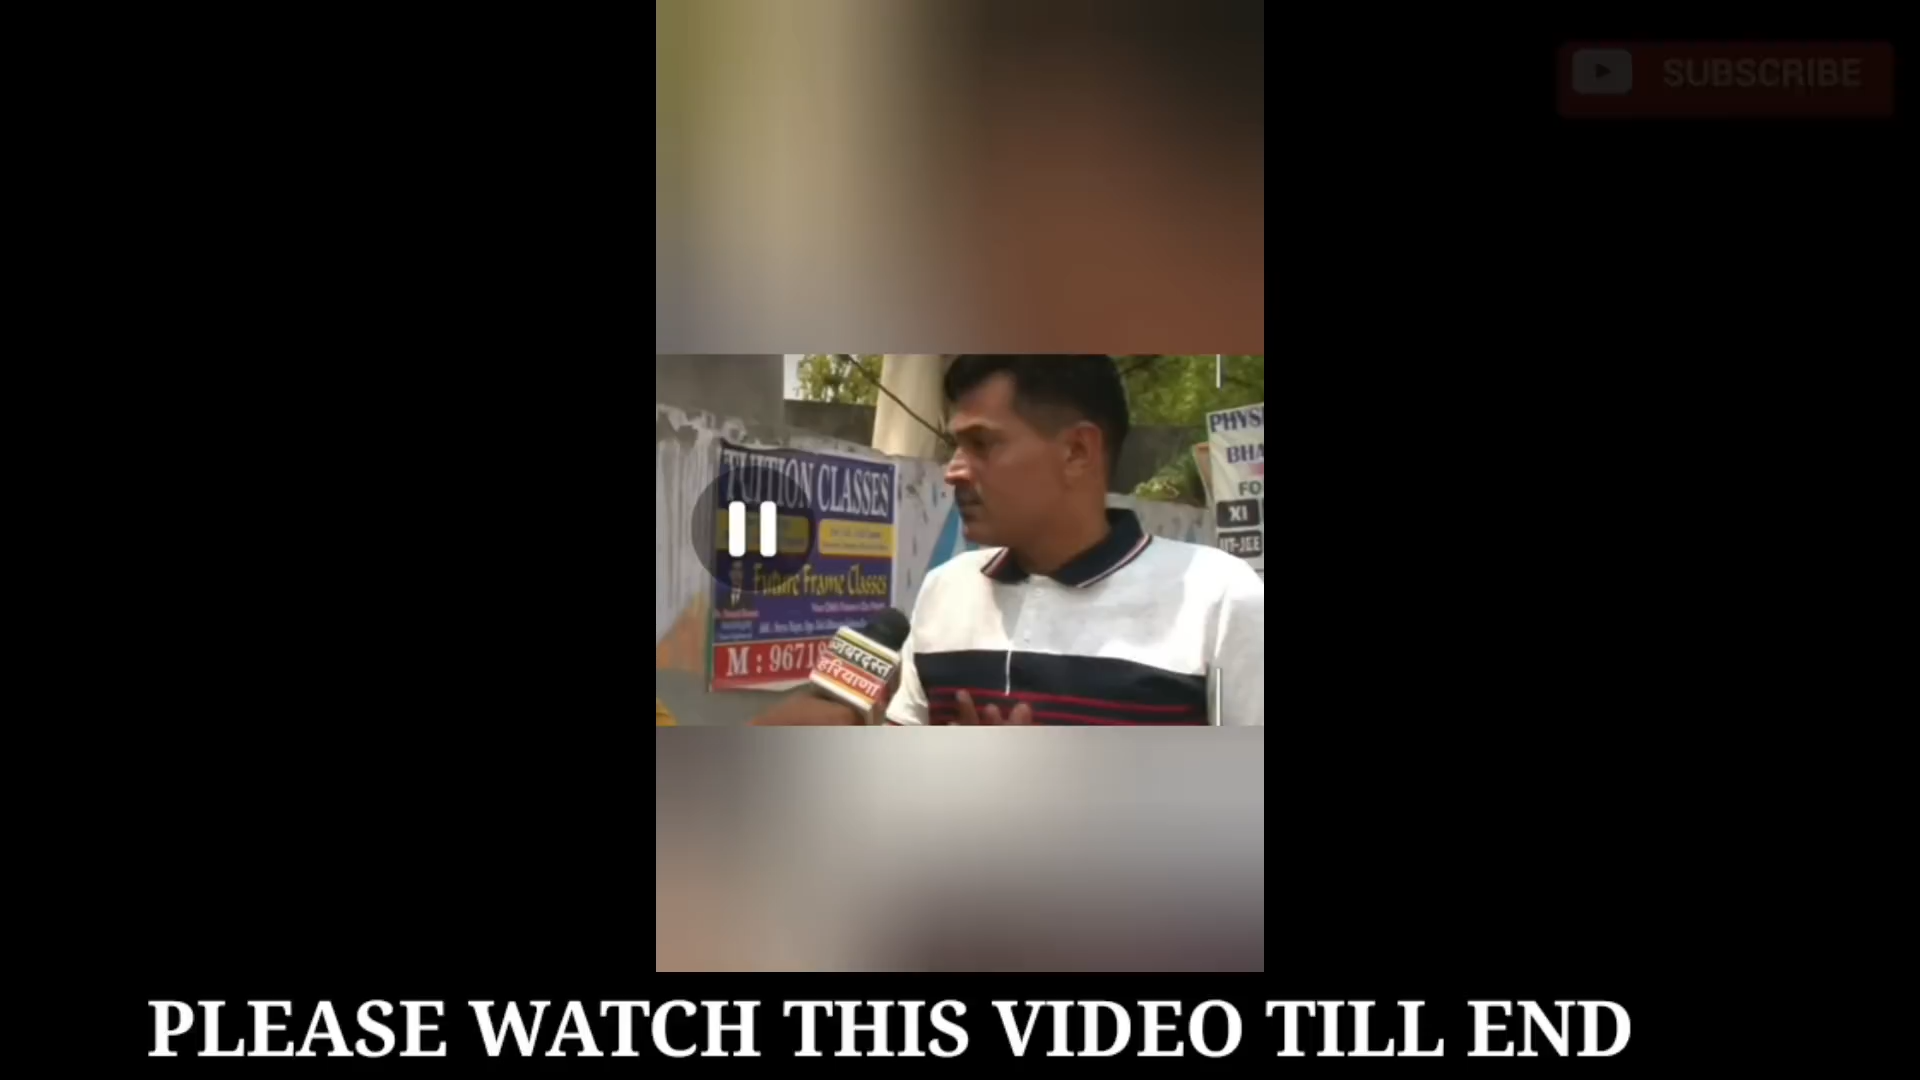 SUBSCRIBE
TUITION CLASSES
Future Frame Classes
M : 9671
ज़बरदस्त
हरियाणा
PHYS
BHA
FO
XI
IIT-JEE
PLEASE WATCH THIS VIDEO TILL END